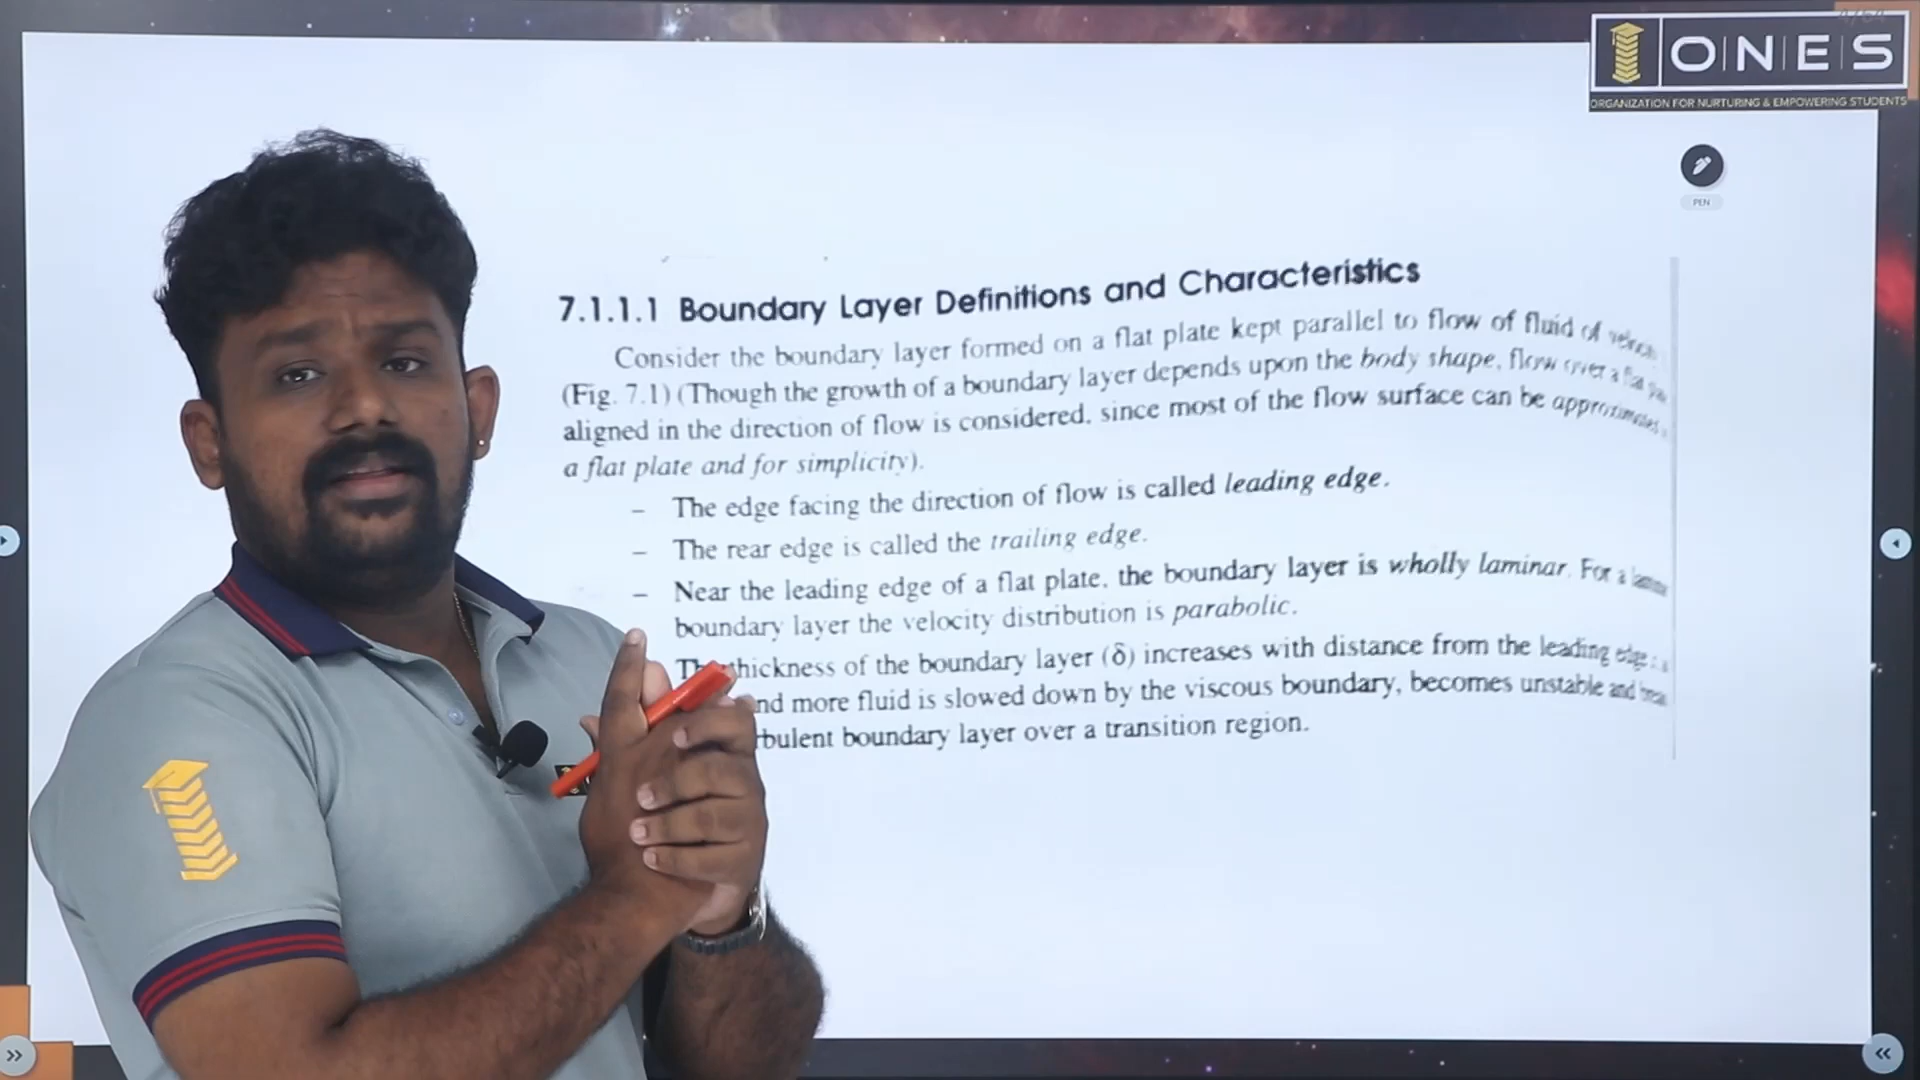 4/64
O|N|E|S
ORGANIZATION FOR NURTURING & EMPOWERING STUDENTS
PEN
7.1.1.1 Boundary Layer Definitions and Characteristics
Consider the boundary layer formed on a flat plate kept parallel to flow of fluid of
(Fig. 7.1) (Though the growth of a boundary layer depends upon the body shape, flow over a flat
aligned in the direction of flow is considered, since most of the flow surface can be approximated
a flat plate and for simplicity).
– The edge facing the direction of flow is called leading edge.
– The rear edge is called the trailing edge.
– Near the leading edge of a flat plate, the boundary layer is wholly laminar. For a laminar
boundary layer the velocity distribution is parabolic.
thickness of the boundary layer (δ) increases with distance from the leading edge;
and more fluid is slowed down by the viscous boundary, becomes unstable and
boundary layer over a transition region.